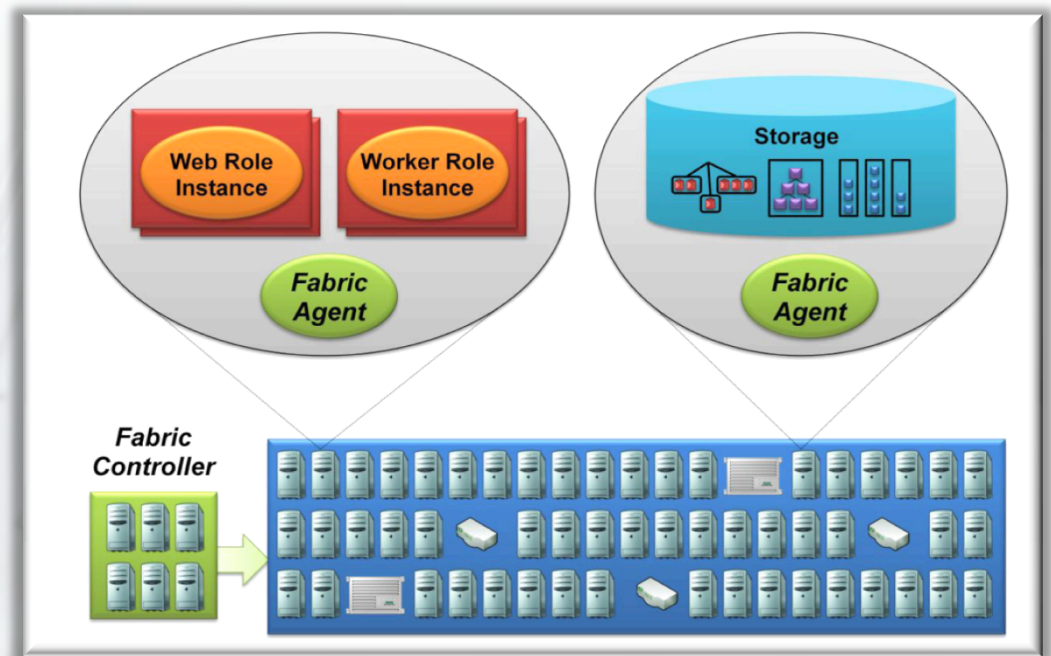 Web Role
Instance
Worker Role
Instance
Fabric
Agent
Storage
Fabric
Agent
Fabric
Controller